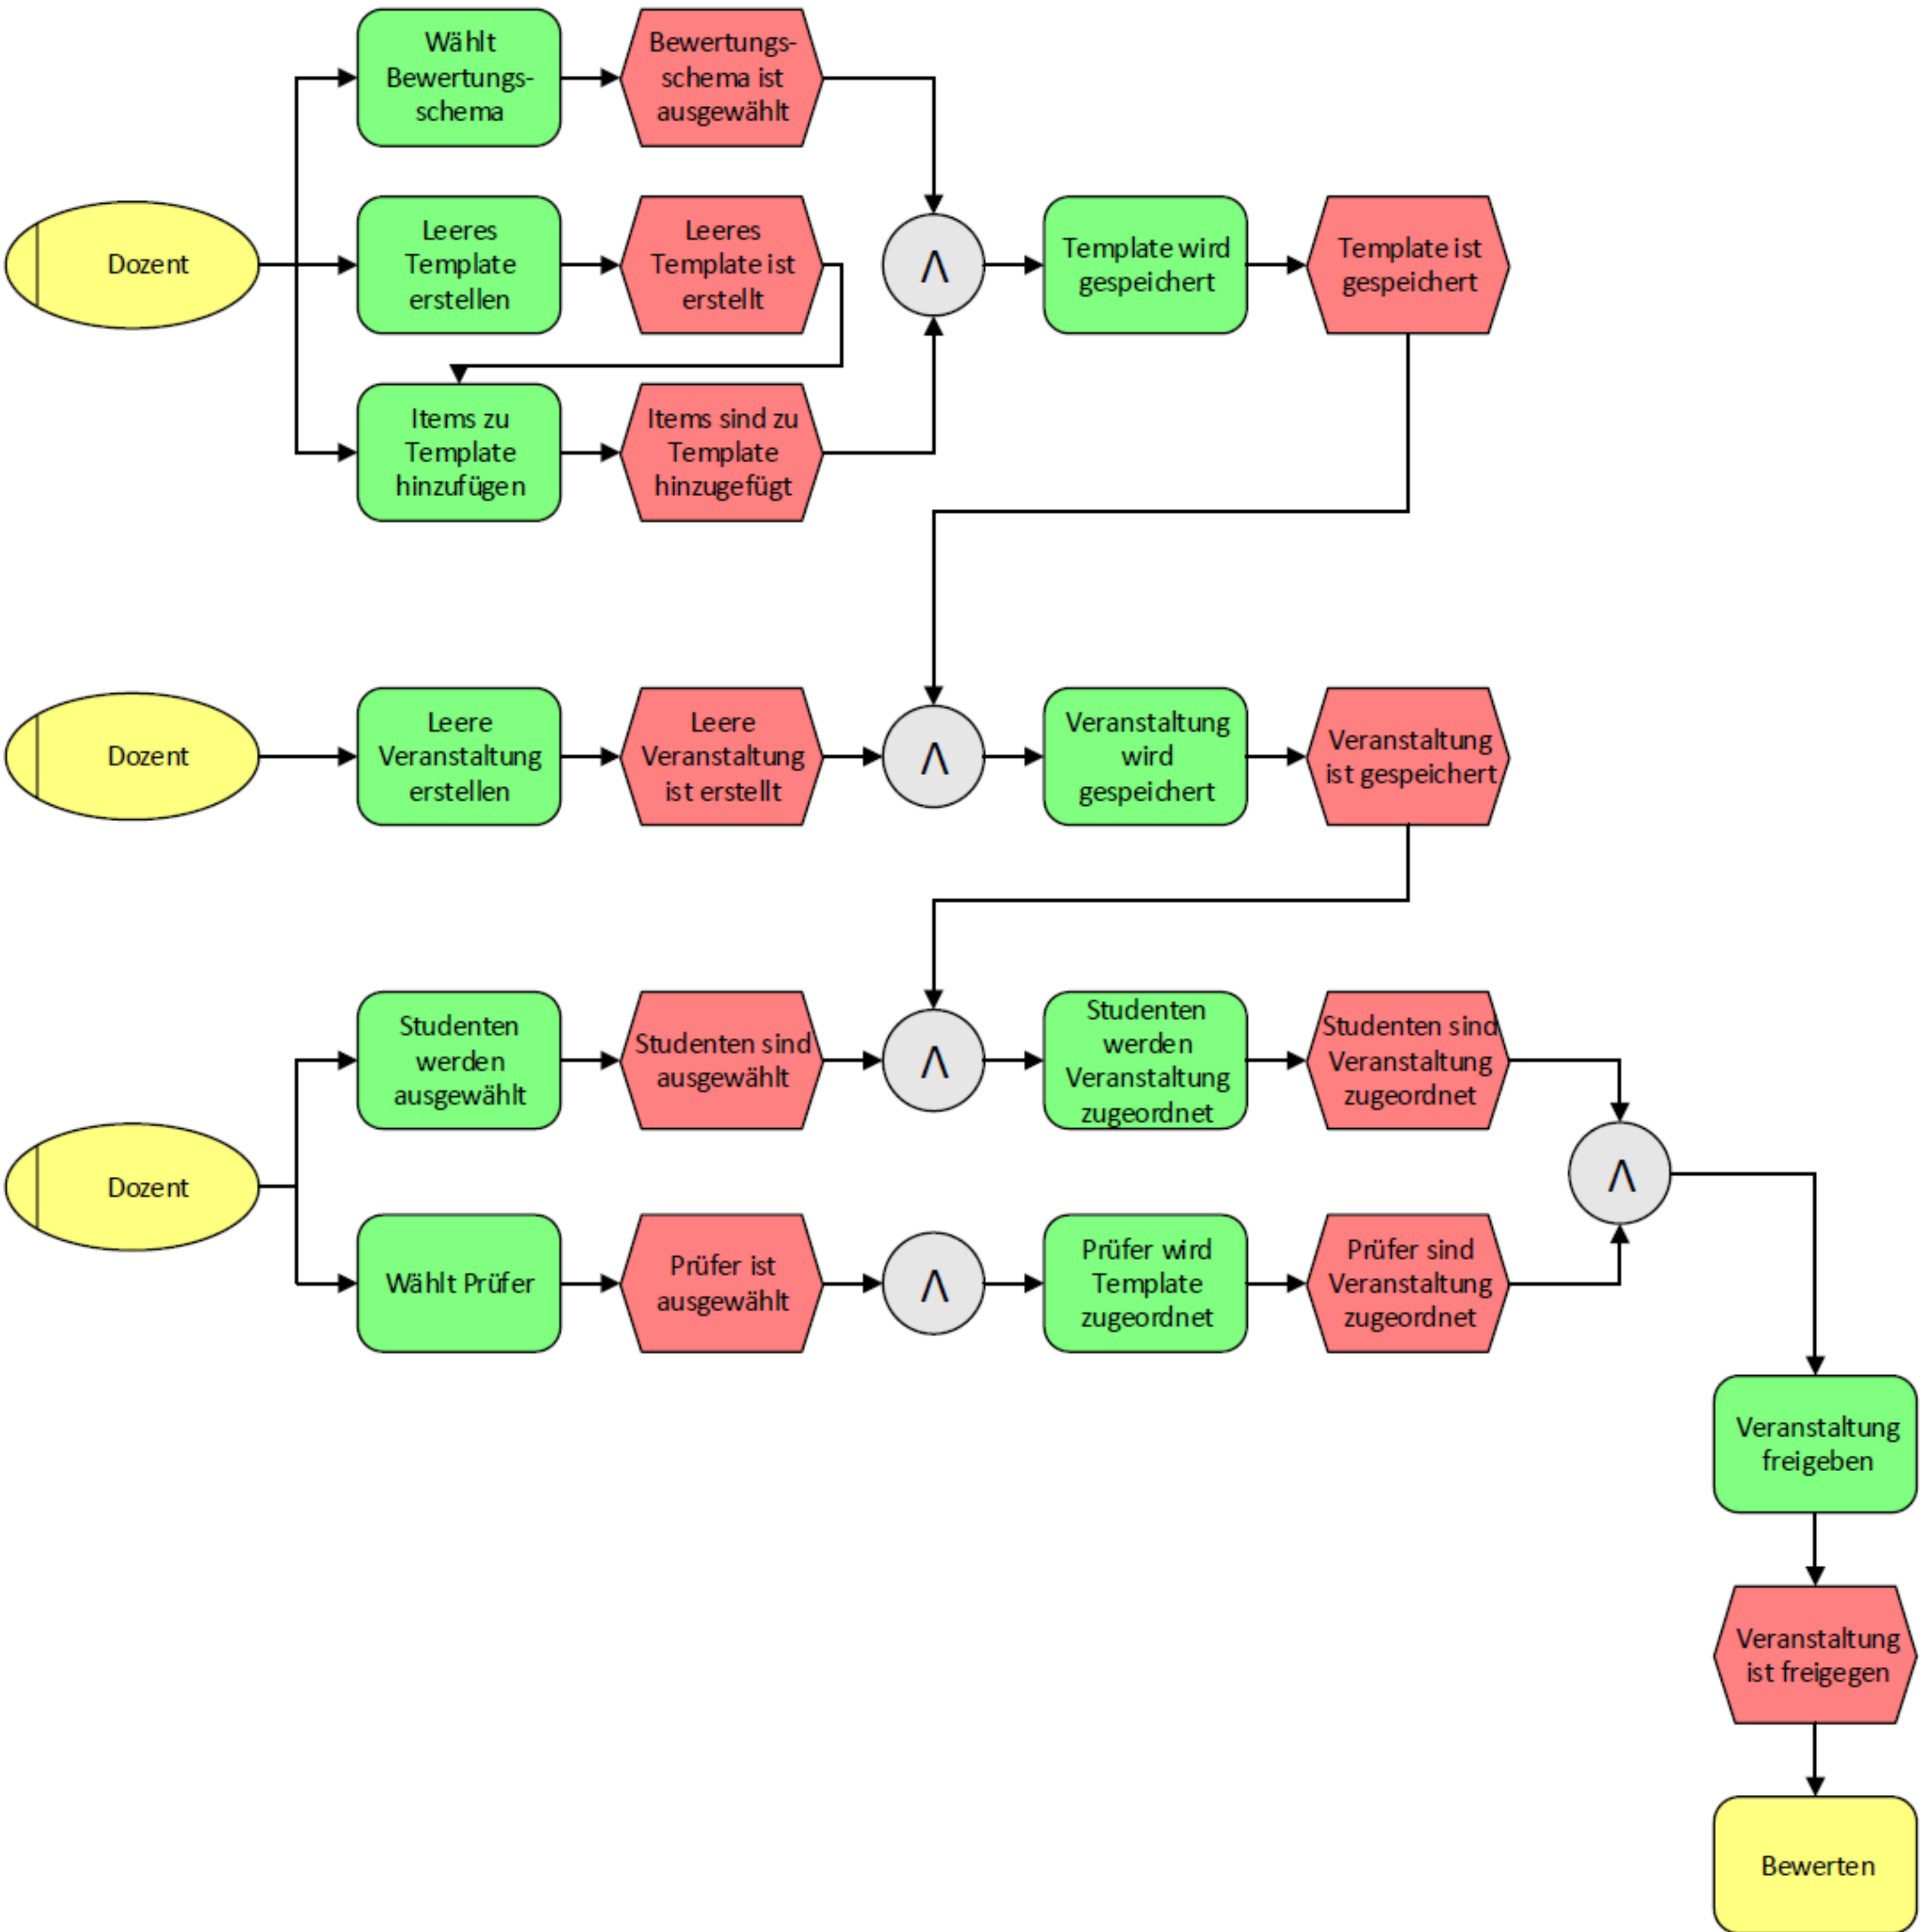 Wählt
Bewertungs-
schema
Bewertungs-
schema ist
ausgewählt
Dozent
Leeres
Template
erstellen
Leeres
Template ist
erstellt
Λ
Template wird
gespeichert
Template ist
gespeichert
Items zu
Template
hinzufügen
Items sind zu
Template
hinzugefügt
Dozent
Leere
Veranstaltung
erstellen
Leere
Veranstaltung
ist erstellt
Λ
Veranstaltung
wird
gespeichert
Veranstaltung
ist gespeichert
Dozent
Studenten
werden
ausgewählt
Studenten sind
ausgewählt
Λ
Studenten
werden
Veranstaltung
zugeordnet
Studenten sind
Veranstaltung
zugeordnet
Λ
Wählt Prüfer
Prüfer ist
ausgewählt
Λ
Prüfer wird
Template
zugeordnet
Prüfer sind
Veranstaltung
zugeordnet
Veranstaltung
freigeben
Veranstaltung
ist freigegen
Bewerten